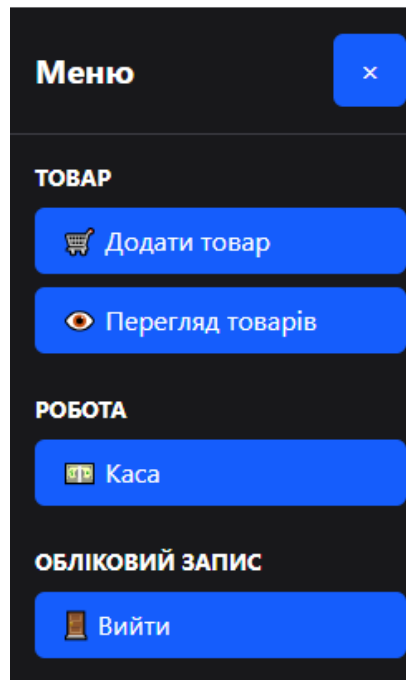 Меню ×
ТОВАР
🛒 Додати товар
👁 Перегляд товарів
РОБОТА
💵 Каса
ОБЛІКОВИЙ ЗАПИС
🚪 Вийти